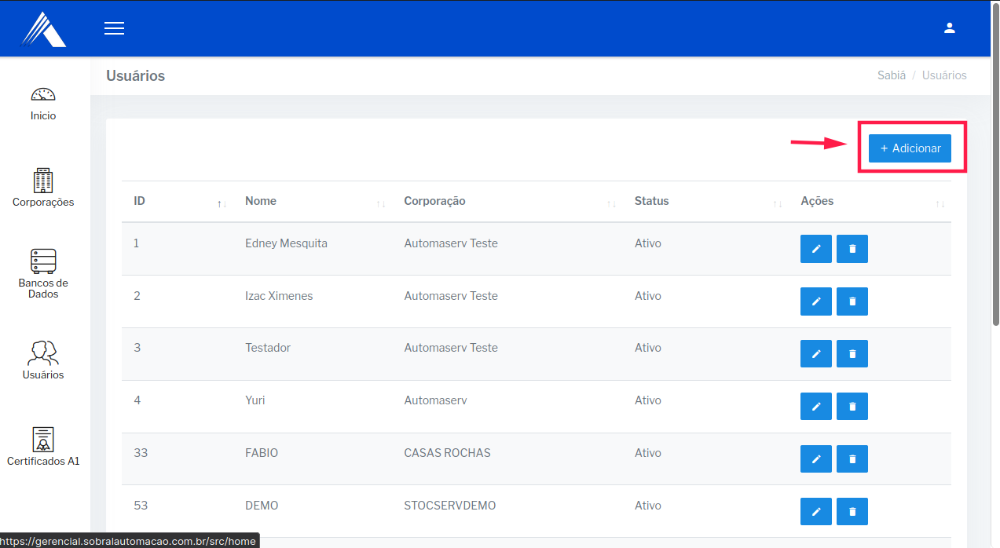 Usuários
Sabiá / Usuários
Inicio
Corporações
Bancos de
Dados
Usuários
Certificados A1
+ Adicionar
ID Nome Corporação Status Ações
1 Edney Mesquita Automaserv Teste Ativo
2 Izac Ximenes Automaserv Teste Ativo
3 Testador Automaserv Teste Ativo
4 Yuri Automaserv Ativo
33 FABIO CASAS ROCHAS Ativo
53 DEMO STOCSERVDEMO Ativo
https://gerencial.sobralautomacao.com.br/src/home